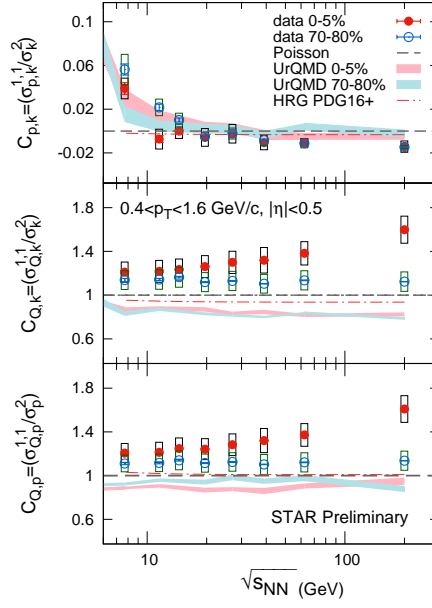 data 0-5%
data 70-80%
Poisson
UrQMD 0-5%
UrQMD 70-80%
HRG PDG16+
0.1
0.06
0.02
-0.02
C_{p,k}=(σ^{1,1}_{p,k}/σ^2_k)
0.4<p_T<1.6 GeV/c, |η|<0.5
1.8
1.4
1
0.6
C_{Q,k}=(σ^{1,1}_{Q,k}/σ^2_k)
1.8
1.4
1
0.6
C_{Q,p}=(σ^{1,1}_{Q,p}/σ^2_p)
STAR Preliminary
10 100
√s_{NN} (GeV)